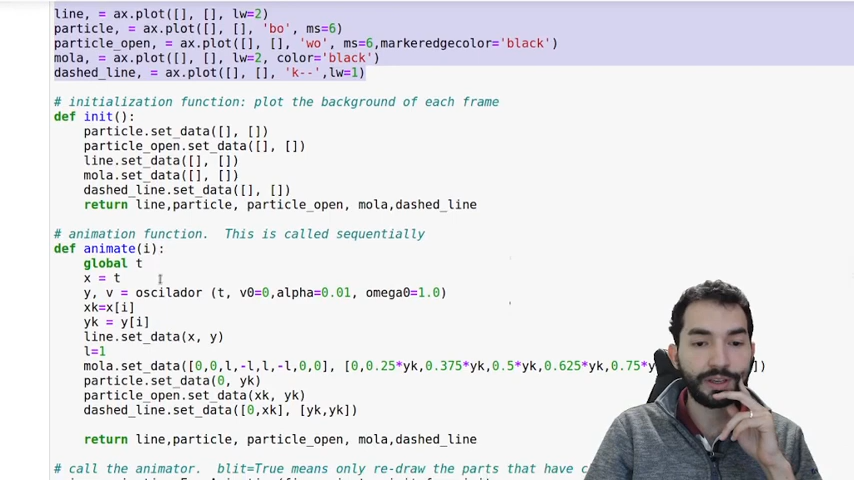 line, = ax.plot([], [], lw=2)
particle, = ax.plot([], [], 'bo', ms=6)
particle_open, = ax.plot([], [], 'wo', ms=6,markeredgecolor='black')
mola, = ax.plot([], [], lw=2, color='black')
dashed_line, = ax.plot([], [], 'k--',lw=1)
# initialization function: plot the background of each frame
def init():
    particle.set_data([], [])
    particle_open.set_data([], [])
    line.set_data([], [])
    mola.set_data([], [])
    dashed_line.set_data([], [])
    return line,particle, particle_open, mola,dashed_line
# animation function.  This is called sequentially
def animate(i):
    global t
    x = t
    y, v = oscilador (t, v0=0,alpha=0.01, omega0=1.0)
    xk=x[i]
    yk = y[i]
    line.set_data(x, y)
    l=1
    mola.set_data([0,0,l,-l,l,-l,0,0], [0,0.25*yk,0.375*yk,0.5*yk,0.625*yk,0.75*y ])
    particle.set_data(0, yk)
    particle_open.set_data(xk, yk)
    dashed_line.set_data([0,xk], [yk,yk])
    return line,particle, particle_open, mola,dashed_line
# call the animator.  blit=True means only re-draw the parts that have